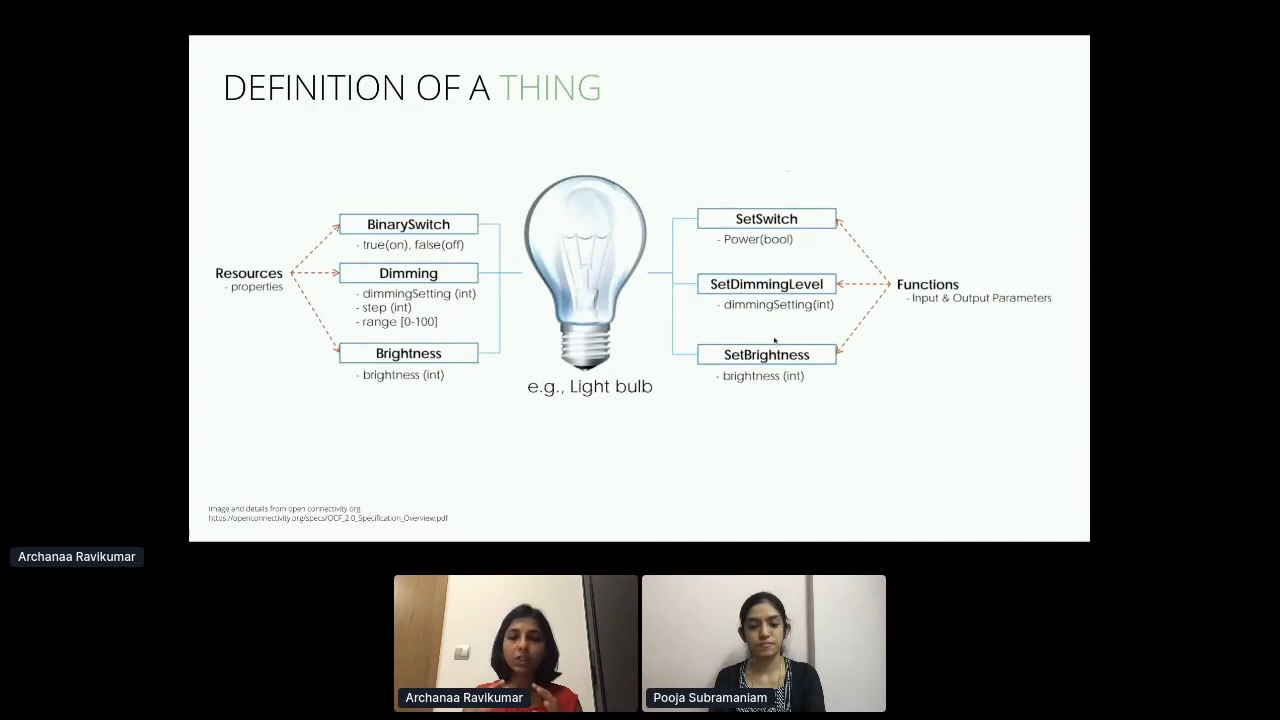 DEFINITION OF A THING
Resources
- properties
BinarySwitch
- true(on), false(off)
Dimming
- dimmingSetting (int)
- step (int)
- range [0-100]
Brightness
- brightness (int)
e.g., Light bulb
SetSwitch
- Power(bool)
SetDimmingLevel
- dimmingSetting(int)
SetBrightness
- brightness (int)
Functions
- Input & Output Parameters
Image and details from open connectivity org
https://openconnectivity.org/specs/OCF_2.0_Specification_Overview.pdf
Archanaa Ravikumar
Archanaa Ravikumar
Pooja Subramaniam